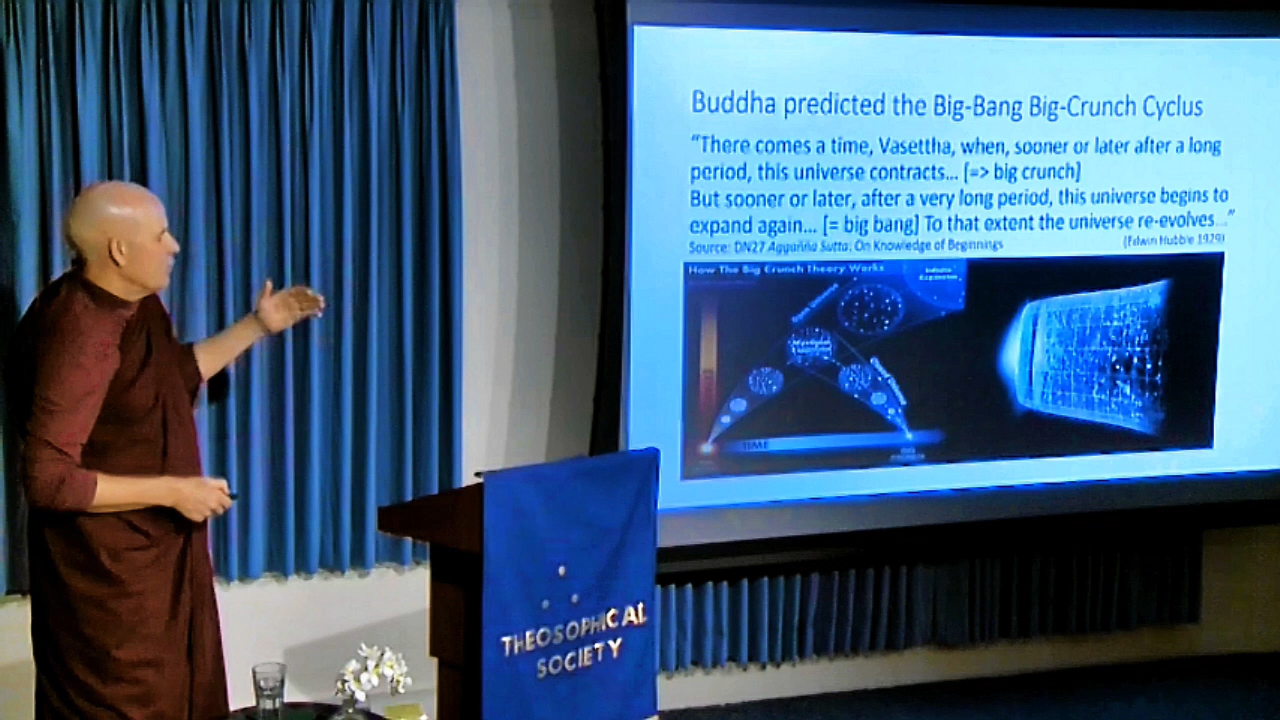 Buddha predicted the Big-Bang Big-Crunch Cyclus
“There comes a time, Vasettha, when, sooner or later after a long
period, this universe contracts... [=> big crunch]
But sooner or later, after a very long period, this universe begins to
expand again... [= big bang] To that extent the universe re-evolves...”
Source: DN27 Aggañña Sutta: On Knowledge of Beginnings
(Edwin Hubble 1929)
How The Big Crunch Theory Works
Infinite
Expansion
TIME
THEOSOPHICAL
SOCIETY